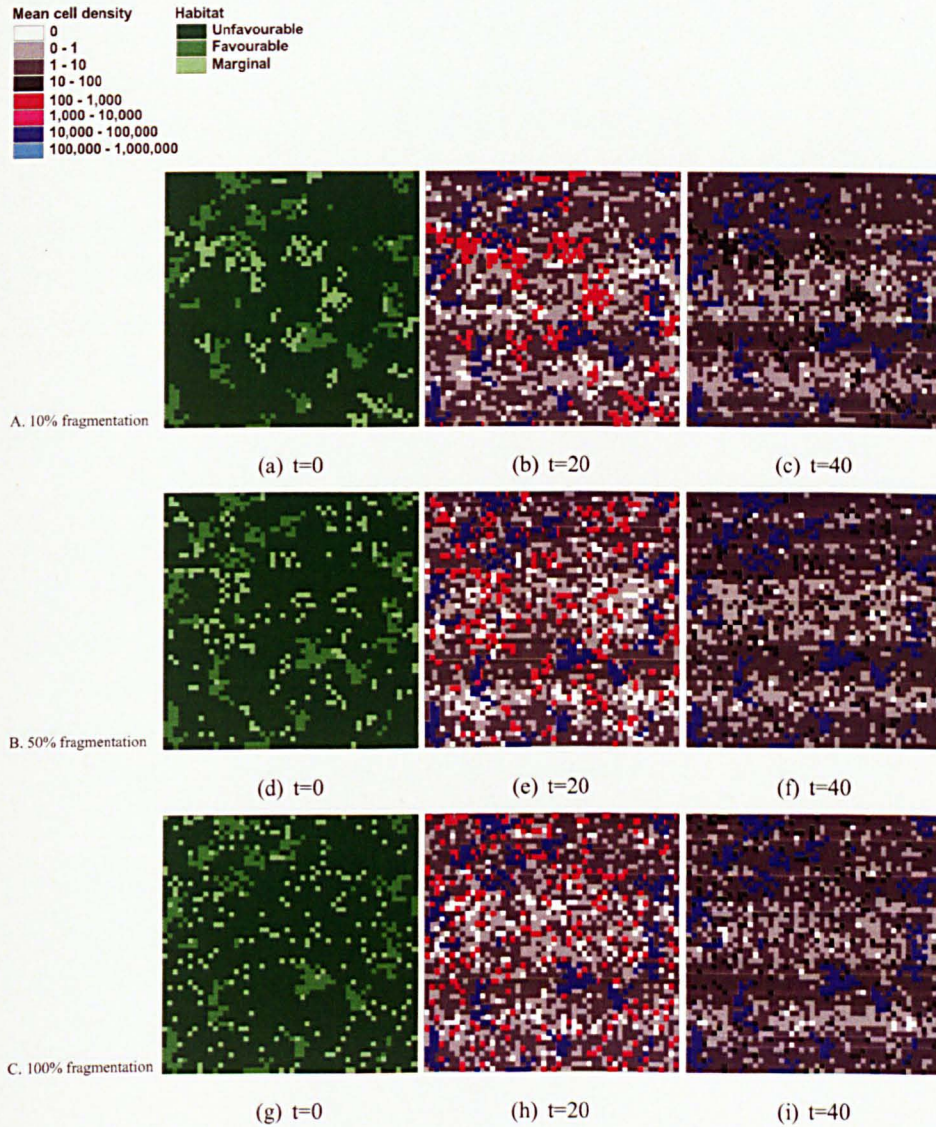 Mean cell density
0
0 - 1
1 - 10
10 - 100
100 - 1,000
1,000 - 10,000
10,000 - 100,000
100,000 - 1,000,000
Habitat
Unfavourable
Favourable
Marginal
A. 10% fragmentation
(a) t=0
(b) t=20
(c) t=40
B. 50% fragmentation
(d) t=0
(e) t=20
(f) t=40
C. 100% fragmentation
(g) t=0
(h) t=20
(i) t=40